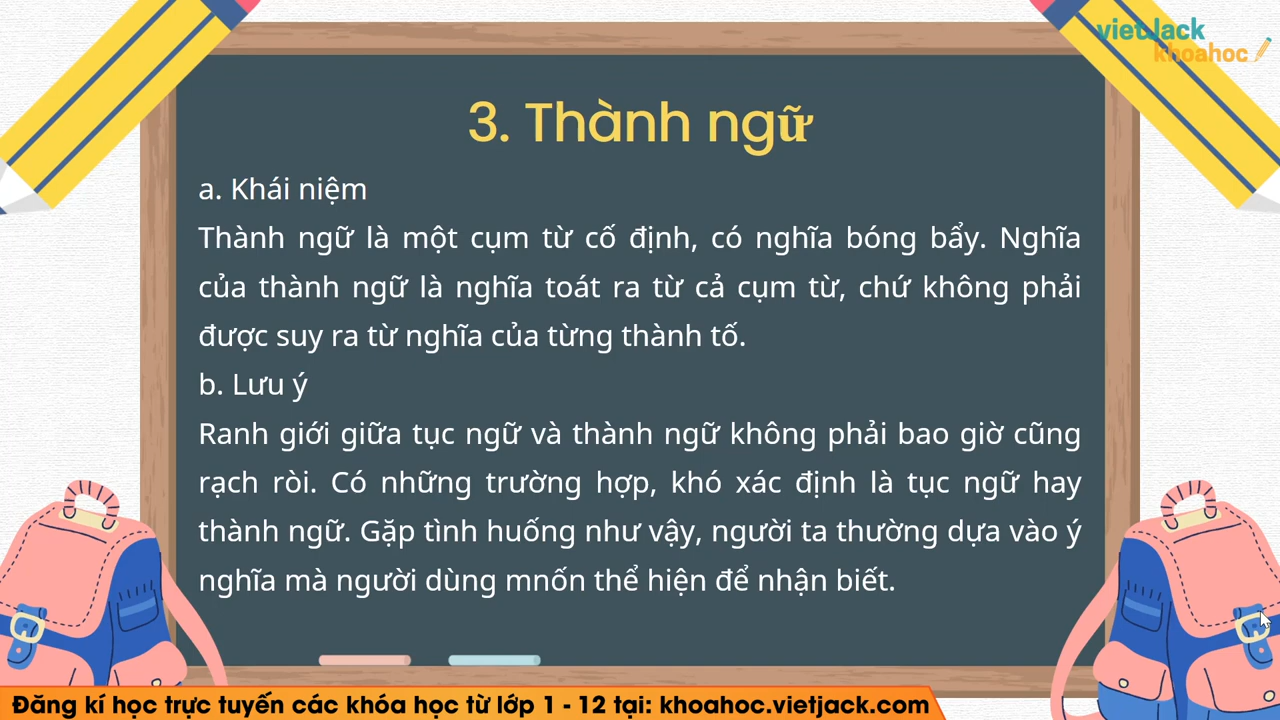 vietJack
khoahoc
3. Thành ngữ
a. Khái niệm
Thành ngữ là một cụm từ cố định, có nghĩa bóng bẩy. Nghĩa
của thành ngữ là nghĩa toát ra từ cả cụm từ, chứ không phải
được suy ra từ nghĩa của từng thành tố.
b. Lưu ý
Ranh giới giữa tục ngữ và thành ngữ không phải bao giờ cũng
rạch ròi. Có những trường hợp, khó xác định là tục ngữ hay
thành ngữ. Gặp tình huống như vậy, người ta thường dựa vào ý
nghĩa mà người dùng mnốn thể hiện để nhận biết.
Đăng kí học trực tuyến các khóa học từ lớp 1 - 12 tại: khoahoc.vietjack.com